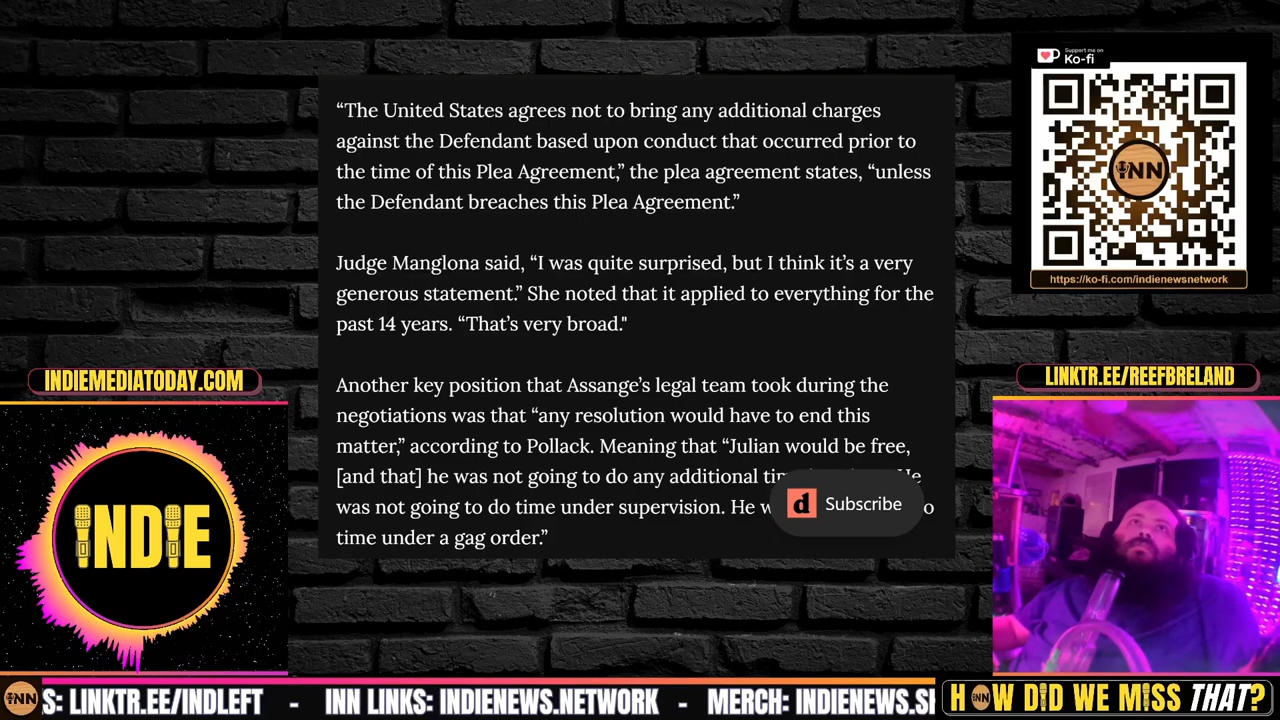 “The United States agrees not to bring any additional charges
against the Defendant based upon conduct that occurred prior to
the time of this Plea Agreement,” the plea agreement states, “unless
the Defendant breaches this Plea Agreement.”
Judge Manglona said, “I was quite surprised, but I think it’s a very
generous statement.” She noted that it applied to everything for the
past 14 years. “That’s very broad."
Another key position that Assange’s legal team took during the
negotiations was that “any resolution would have to end this
matter,” according to Pollack. Meaning that “Julian would be free,
[and that] he was not going to do any additional
was not going to do time under supervision. He
time under a gag order.”
d Subscribe
Support me on
Ko-fi
INN
https://ko-fi.com/indienewsnetwork
INDIEMEDIATODAY.COM
LINKTR.EE/REEFBRELAND
INDIE
INN
S: LINKTR.EE/INDLEFT - INN LINKS: INDIENEWS.NETWORK - MERCH: INDIENEWS.
HOW DID WE MISS THAT?